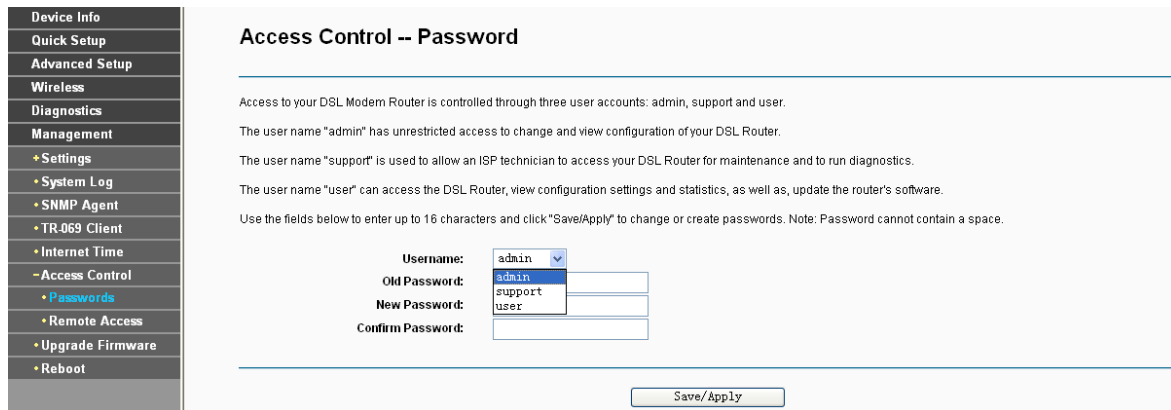 Device Info
Quick Setup
Advanced Setup
Wireless
Diagnostics
Management
+Settings
•System Log
•SNMP Agent
•TR-069 Client
•Internet Time
-Access Control
•Passwords
•Remote Access
•Upgrade Firmware
•Reboot
Access Control -- Password
Access to your DSL Modem Router is controlled through three user accounts: admin, support and user.
The user name "admin" has unrestricted access to change and view configuration of your DSL Router.
The user name "support" is used to allow an ISP technician to access your DSL Router for maintenance and to run diagnostics.
The user name "user" can access the DSL Router, view configuration settings and statistics, as well as, update the router's software.
Use the fields below to enter up to 16 characters and click "Save/Apply" to change or create passwords. Note: Password cannot contain a space.
Username: admin
admin
support
user
Old Password:
New Password:
Confirm Password:
Save/Apply